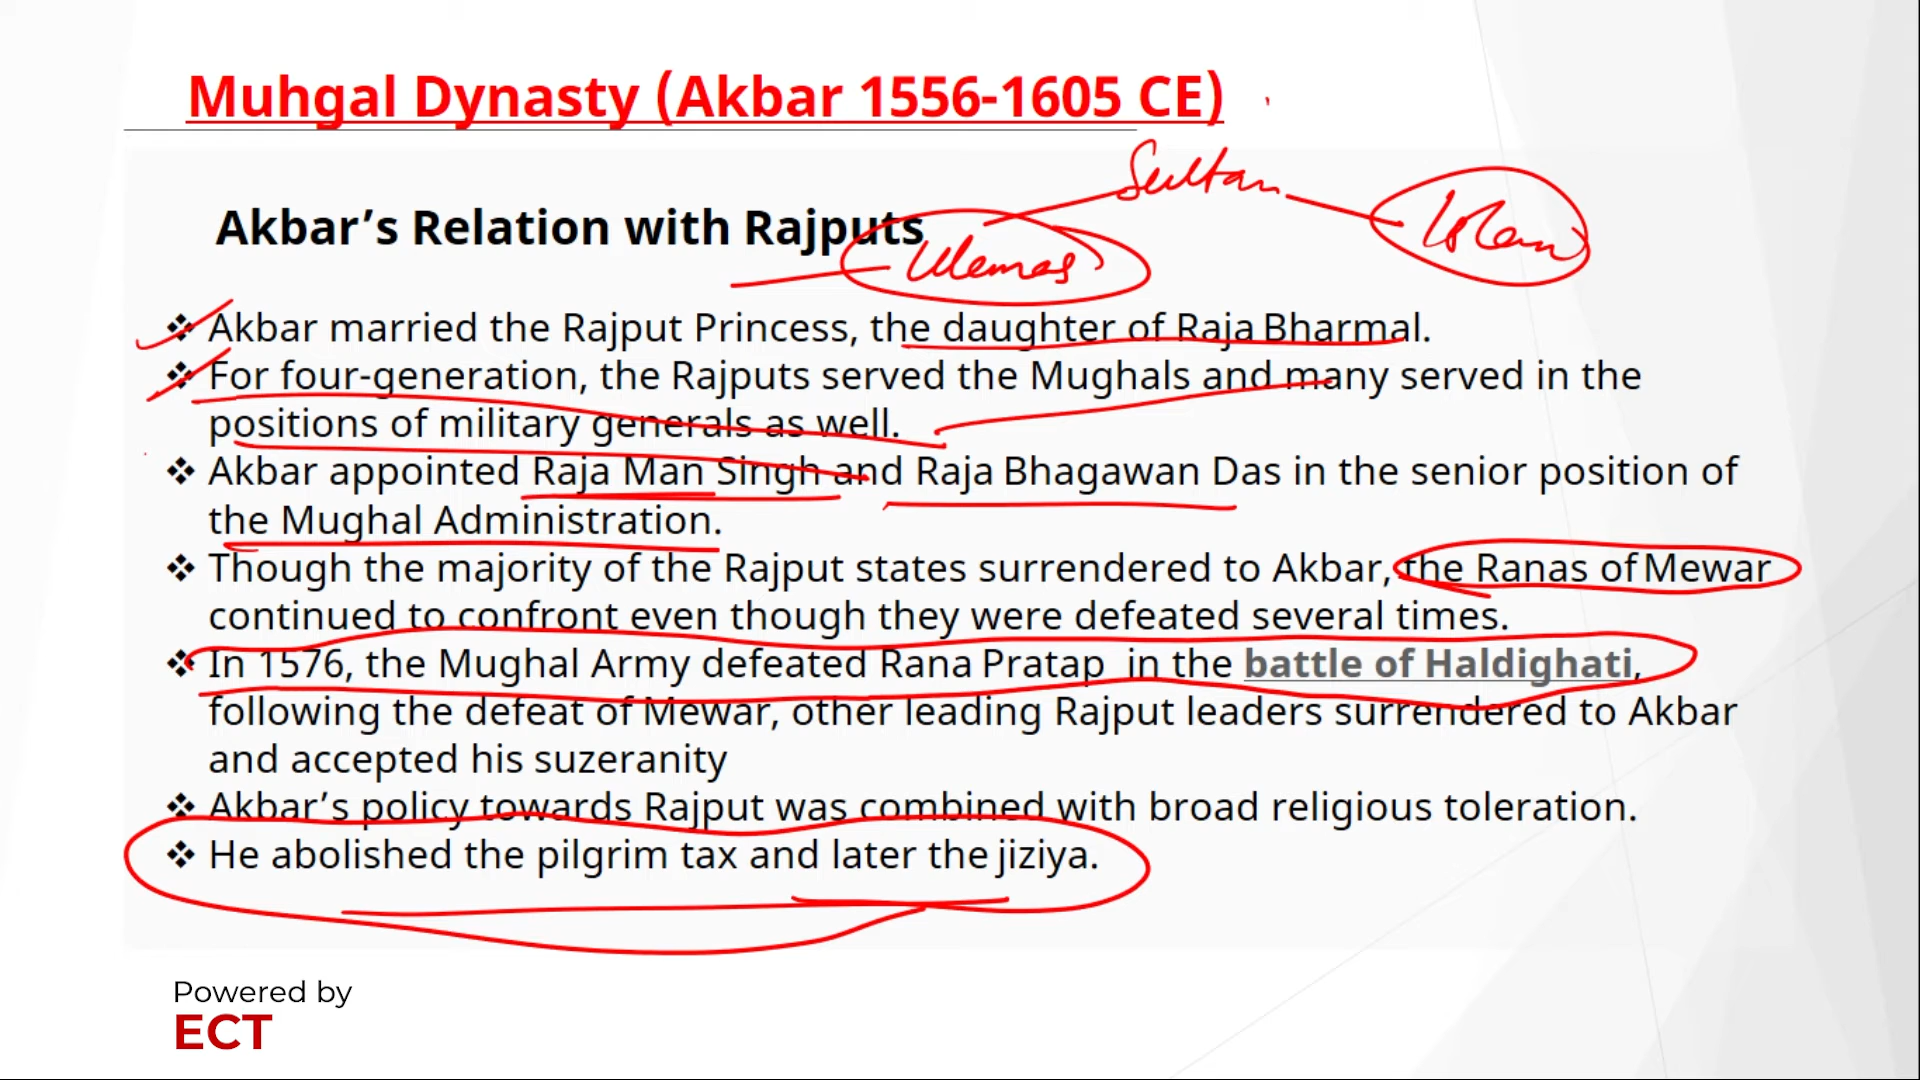 Muhgal Dynasty (Akbar 1556-1605 CE)
Sultan
Akbar’s Relation with Rajputs
Ulemas
Islam
❖ Akbar married the Rajput Princess, the daughter of Raja Bharmal.
❖ For four-generation, the Rajputs served the Mughals and many served in the
positions of military generals as well.
❖ Akbar appointed Raja Man Singh and Raja Bhagawan Das in the senior position of
the Mughal Administration.
❖ Though the majority of the Rajput states surrendered to Akbar, the Ranas of Mewar
continued to confront even though they were defeated several times.
❖ In 1576, the Mughal Army defeated Rana Pratap in the battle of Haldighati,
following the defeat of Mewar, other leading Rajput leaders surrendered to Akbar
and accepted his suzeranity
❖ Akbar’s policy towards Rajput was combined with broad religious toleration.
❖ He abolished the pilgrim tax and later the jiziya.
Powered by
ECT